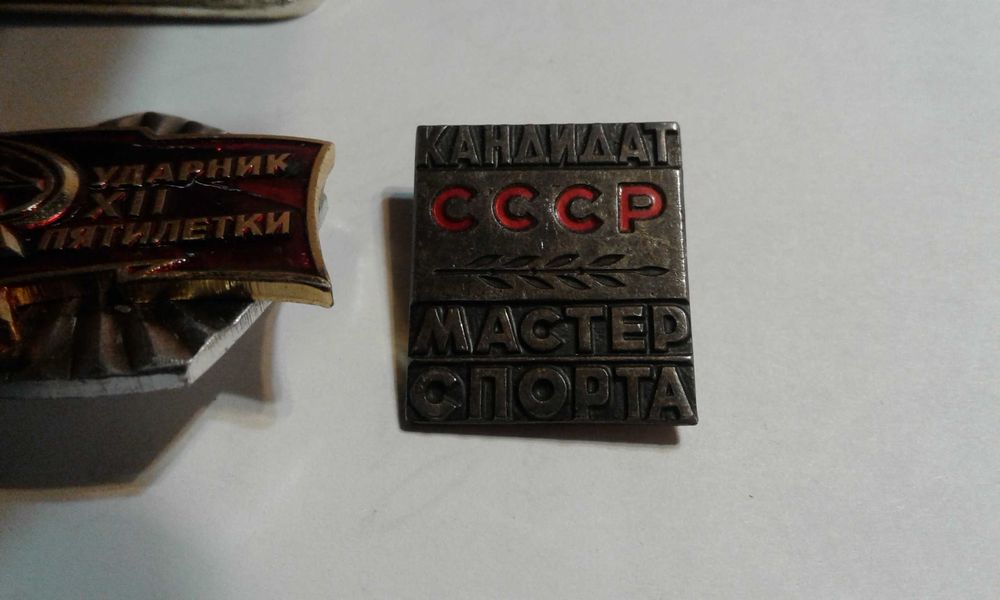 УДАРНИК
XII
ПЯТИЛЕТКИ
КАНДИДАТ
СССР
МАСТЕР
СПОРТА